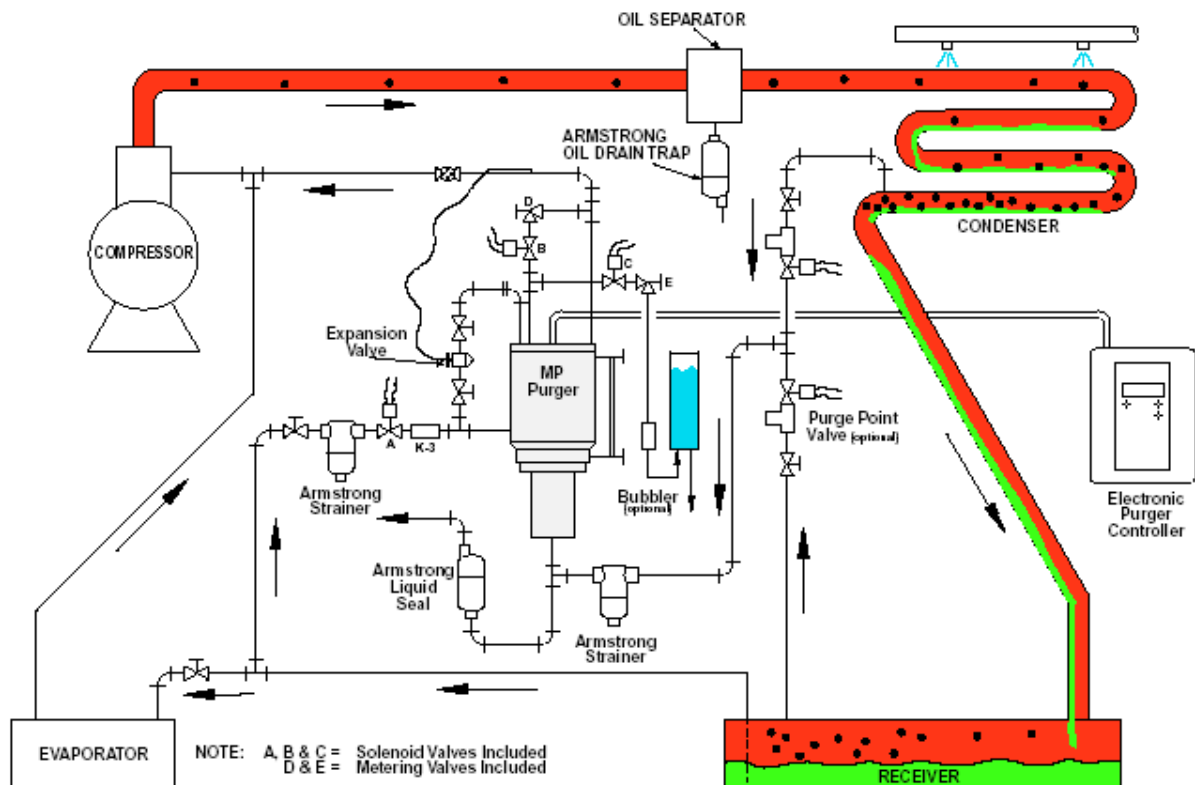 OIL SEPARATOR
ARMSTRONG
OIL DRAIN TRAP
CONDENSER
COMPRESSOR
D
B
C
E
Expansion
Valve
MP
Purger
Purge Point
Valve (optional)
A
K-3
Armstrong
Strainer
Bubbler
(optional)
Electronic
Purger
Controller
Armstrong
Liquid
Seal
Armstrong
Strainer
EVAPORATOR
NOTE: A, B & C = Solenoid Valves Included
D & E = Metering Valves Included
RECEIVER